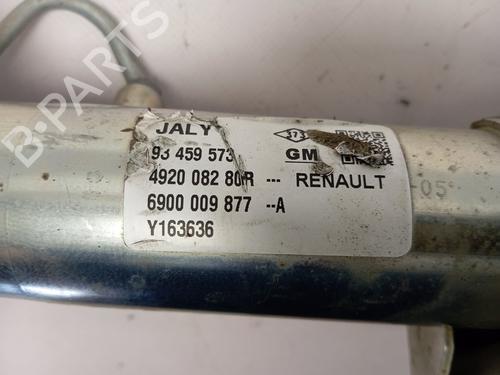 B-PARTS
JALY
93 459 573
GM
4920 082 80R --- RENAULT
6900 009 877 --A
Y163636
-05